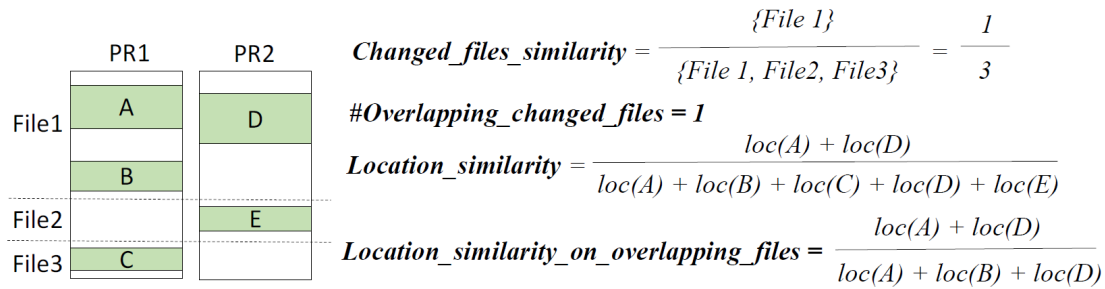 PR1 PR2
File1
A
D
B
File2
E
File3
C
Changed_files_similarity = {File 1} / {File 1, File2, File3} = 1 / 3
#Overlapping_changed_files = 1
Location_similarity = loc(A) + loc(D) / loc(A) + loc(B) + loc(C) + loc(D) + loc(E)
Location_similarity_on_overlapping_files = loc(A) + loc(D) / loc(A) + loc(B) + loc(D)